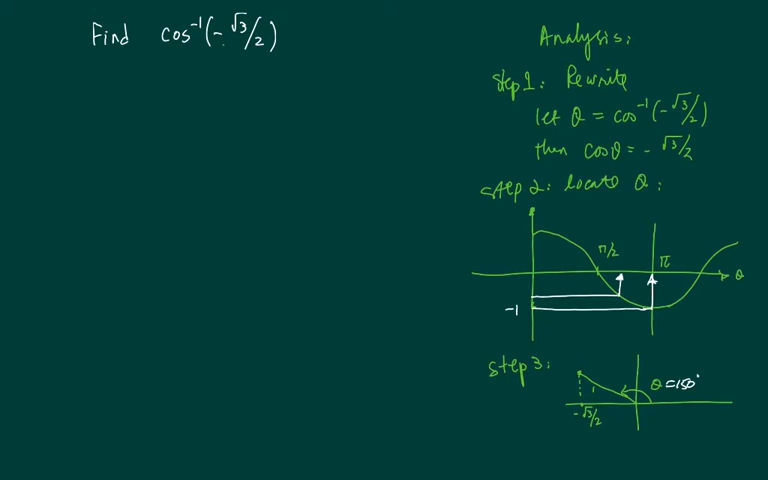 Find cos⁻¹(-√3/2)
Analysis:
Step 1: Rewrite
let θ = cos⁻¹(-√3/2)
then cosθ = -√3/2
Step 2: locate θ:
π/2
π
θ
-1
Step 3:
θ = 150°
1
-√3/2